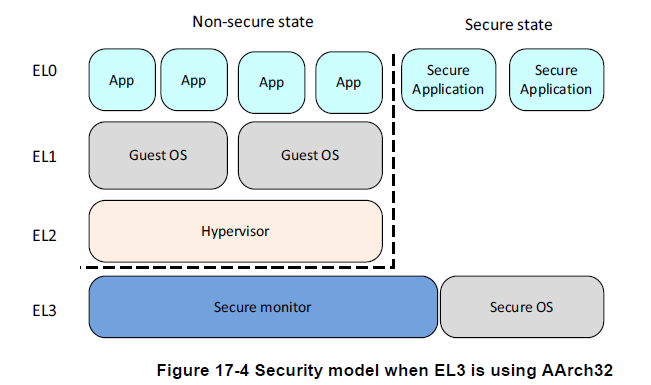 Non-secure state
Secure state
EL0
App
App
App
App
Secure
Application
Secure
Application
EL1
Guest OS
Guest OS
EL2
Hypervisor
EL3
Secure monitor
Secure OS
Figure 17-4 Security model when EL3 is using AArch32